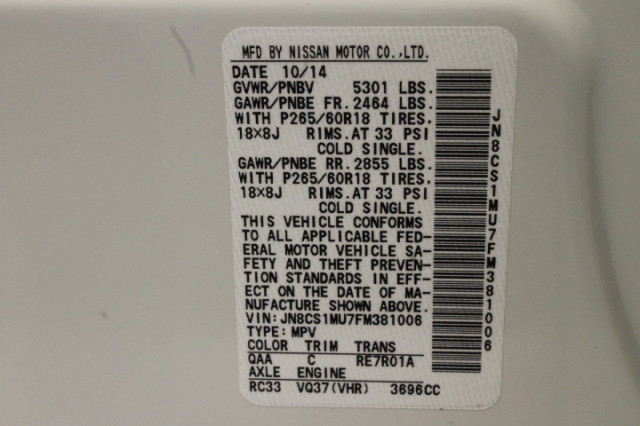 MFD BY NISSAN MOTOR CO.,LTD.
DATE 10/14
GVWR/PNBV 5301 LBS.
GAWR/PNBE FR. 2464 LBS.
WITH P265/60R18 TIRES,
18×8J RIMS. AT 33 PSI
COLD SINGLE.
GAWR/PNBE RR. 2855 LBS.
WITH P265/60R18 TIRES,
18×8J RIMS. AT 33 PSI
COLD SINGLE.
THIS VEHICLE CONFORMS
TO ALL APPLICABLE FED-
ERAL MOTOR VEHICLE SA-
FETY AND THEFT PREVEN-
TION STANDARDS IN EFF-
ECT ON THE DATE OF MA-
NUFACTURE SHOWN ABOVE.
VIN:JN8CS1MU7FM381006
TYPE: MPV
COLOR TRIM TRANS
QAA C RE7R01A
AXLE ENGINE
RC33 VQ37(VHR) 3696CC
JN8CS1MU7FM381006